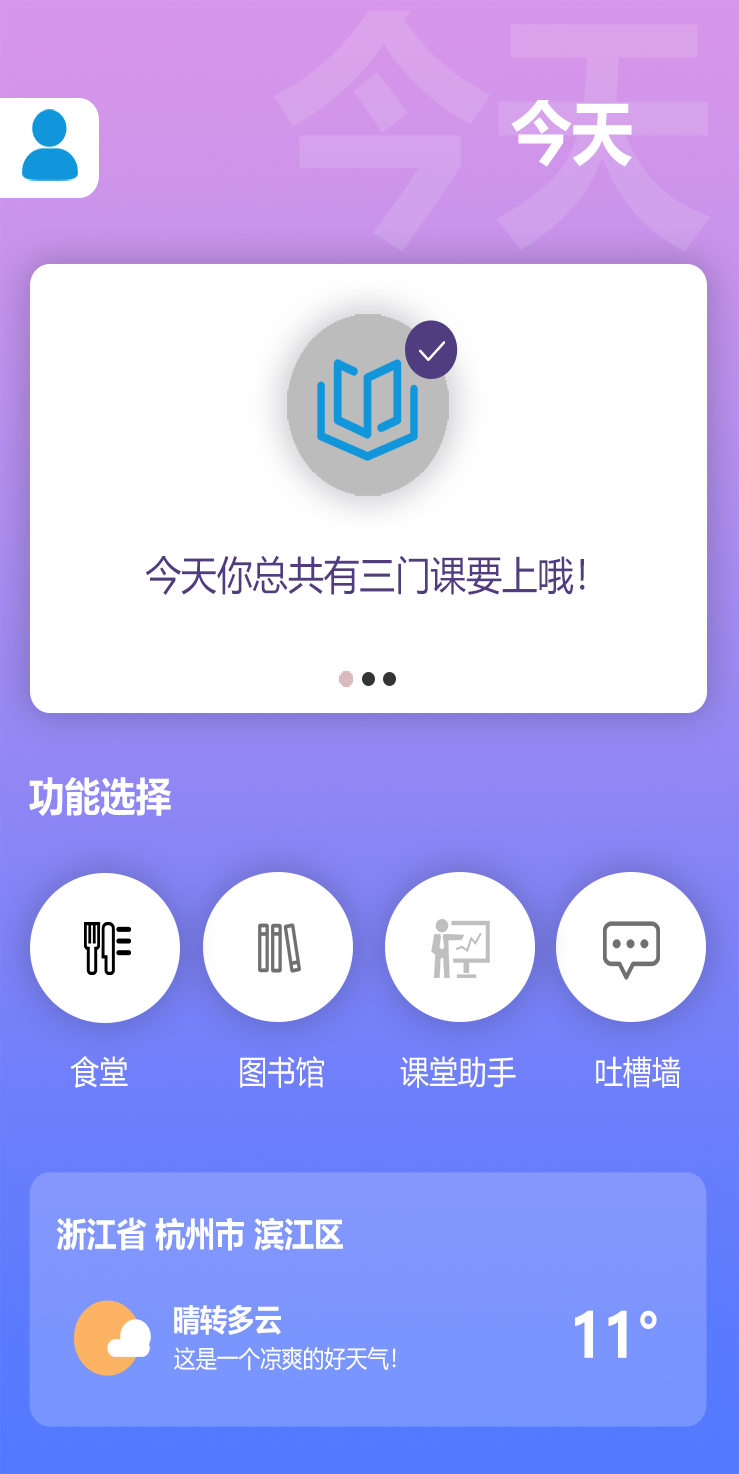 今天
今天
今天你总共有三门课要上哦!
功能选择
食堂
图书馆
课堂助手
吐槽墙
浙江省 杭州市 滨江区
晴转多云
这是一个凉爽的好天气!
11°